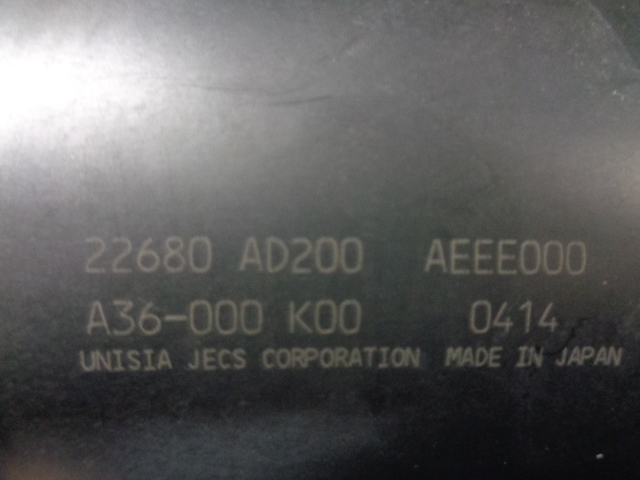 22680 AD200 AEEE000
A36-000 K00 0414
UNISIA JECS CORPORATION MADE IN JAPAN